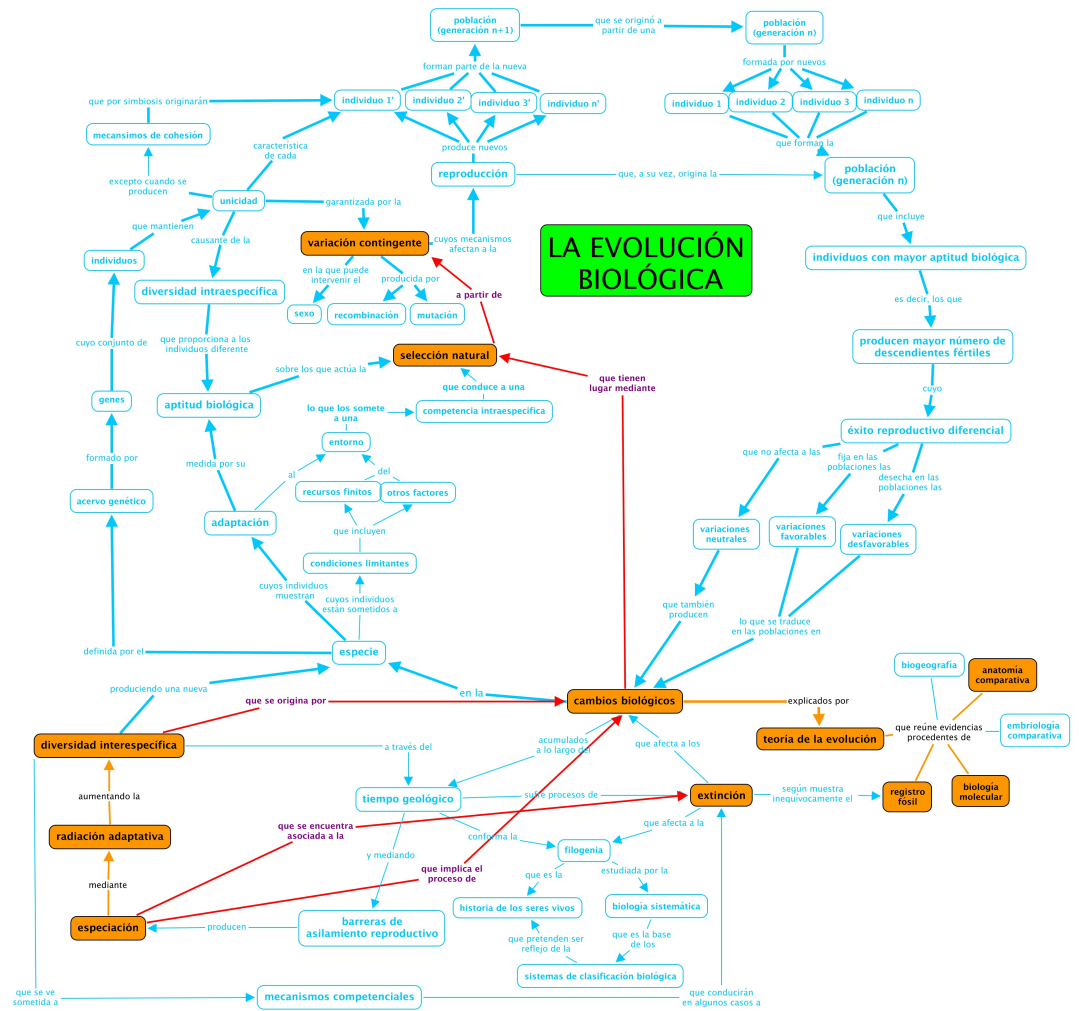 población
(generación n+1)
que se originó a
partir de una
población
(generación n)
forman parte de la nueva
formada por nuevos
que por simbiosis originarán
individuo 1'
individuo 2'
individuo 3'
individuo n'
individuo 1
individuo 2
individuo 3
individuo n
mecansimos de cohesión
característica
de cada
produce nuevos
que forman la
excepto cuando se
producen
reproducción
que, a su vez, origina la
población
(generación n)
unicidad
garantizada por la
que mantienen
causante de la
variación contingente
cuyos mecanismos
afectan a la
LA EVOLUCIÓN
BIOLÓGICA
que incluye
individuos
individuos con mayor aptitud biológica
en la que puede
intervenir el
producida por
diversidad intraespecífica
a partir de
es decir, los que
sexo
recombinación
mutación
cuyo conjunto de
que proporciona a los
individuos diferente
selección natural
producen mayor número de
descendientes fértiles
sobre los que actúa la
que tienen
lugar mediante
que conduce a una
cuyo
genes
aptitud biológica
lo que los somete
a una
competencia intraespecifica
entorno
éxito reproductivo diferencial
formado por
medida por su
que no afecta a las
fija en las
poblaciones las
desecha en las
poblaciones las
al
del
acervo genético
recursos finitos
otros factores
adaptación
que incluyen
variaciones
neutrales
variaciones
favorables
variaciones
desfavorables
condiciones limitantes
cuyos individuos
muestran
cuyos individuos
están sometidos a
que también
producen
lo que se traduce
en las poblaciones en
definida por el
especie
biogeografía
anatomía
comparativa
produciendo una nueva
en la
que se origina por
cambios biológicos
explicados por
que reúne evidencias
procedentes de
embriología
comparativa
diversidad interespecífica
a través del
acumulados
a lo largo del
que afecta a los
teoría de la evolución
aumentando la
tiempo geológico
sufre procesos de
extinción
según muestra
inequivocamente el
registro
fósil
biología
molecular
radiación adaptativa
que se encuentra
asociada a la
conforma la
que afecta a la
y mediando
filogenia
mediante
que implica el
proceso de
que es la
estudiada por la
especiación
producen
barreras de
asilamiento reproductivo
historia de los seres vivos
biología sistemática
que pretenden ser
reflejo de la
que es la base
de los
sistemas de clasificación biológica
que se ve
sometida a
mecanismos competenciales
que conducirán
en algunos casos a